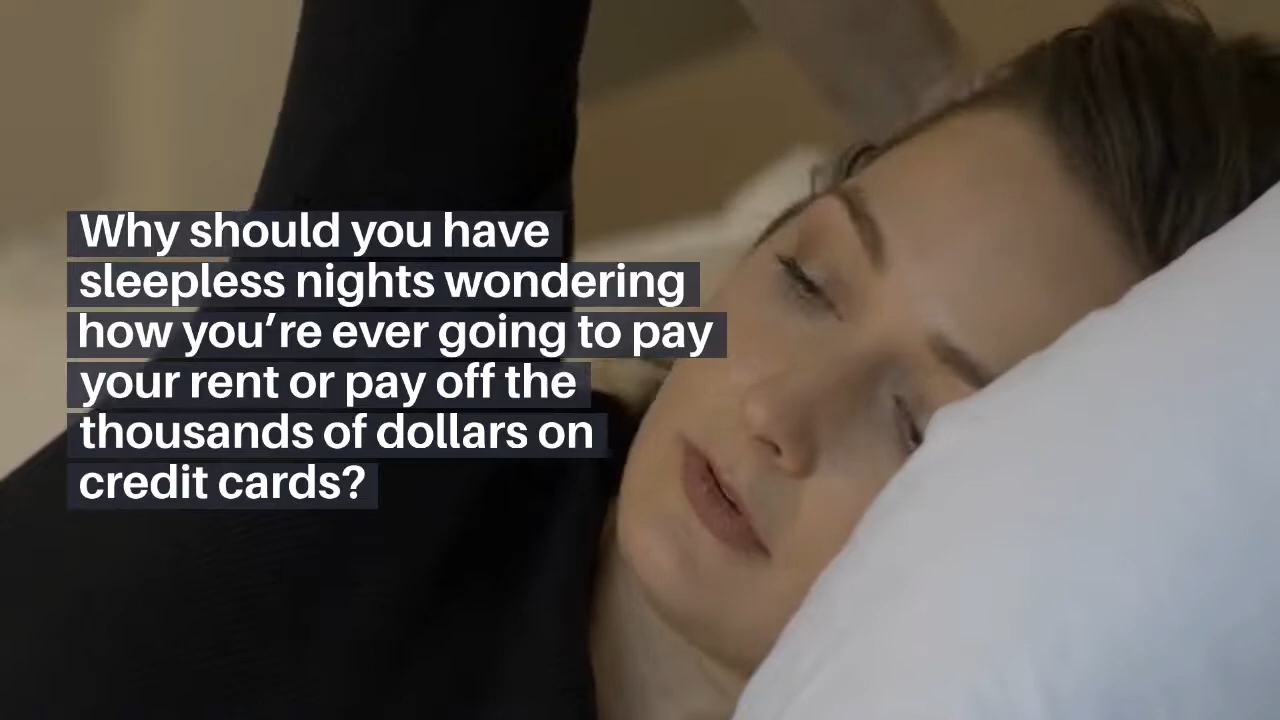 Why should you have
sleepless nights wondering
how you’re ever going to pay
your rent or pay off the
thousands of dollars on
credit cards?